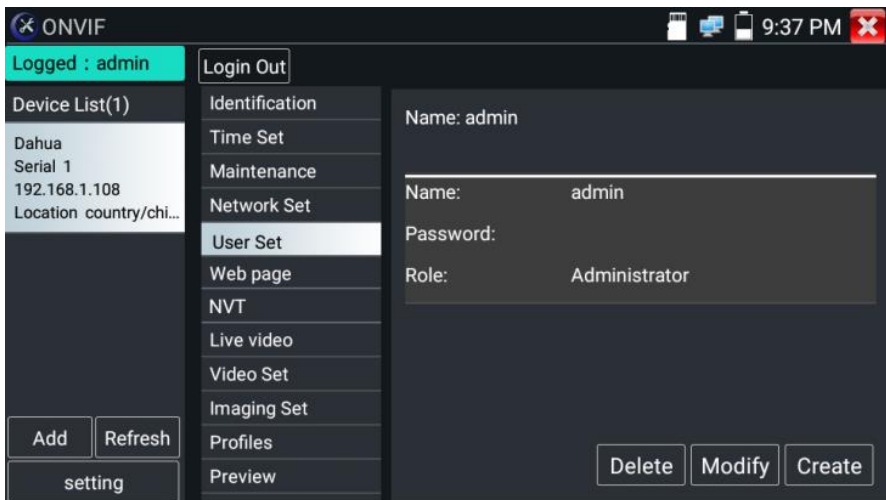 ONVIF
9:37 PM
Logged : admin
Login Out
Device List(1)
Dahua
Serial 1
192.168.1.108
Location country/chi...
Add
Refresh
setting
Identification
Time Set
Maintenance
Network Set
User Set
Web page
NVT
Live video
Video Set
Imaging Set
Profiles
Preview
Name: admin
Name: admin
Password:
Role: Administrator
Delete
Modify
Create